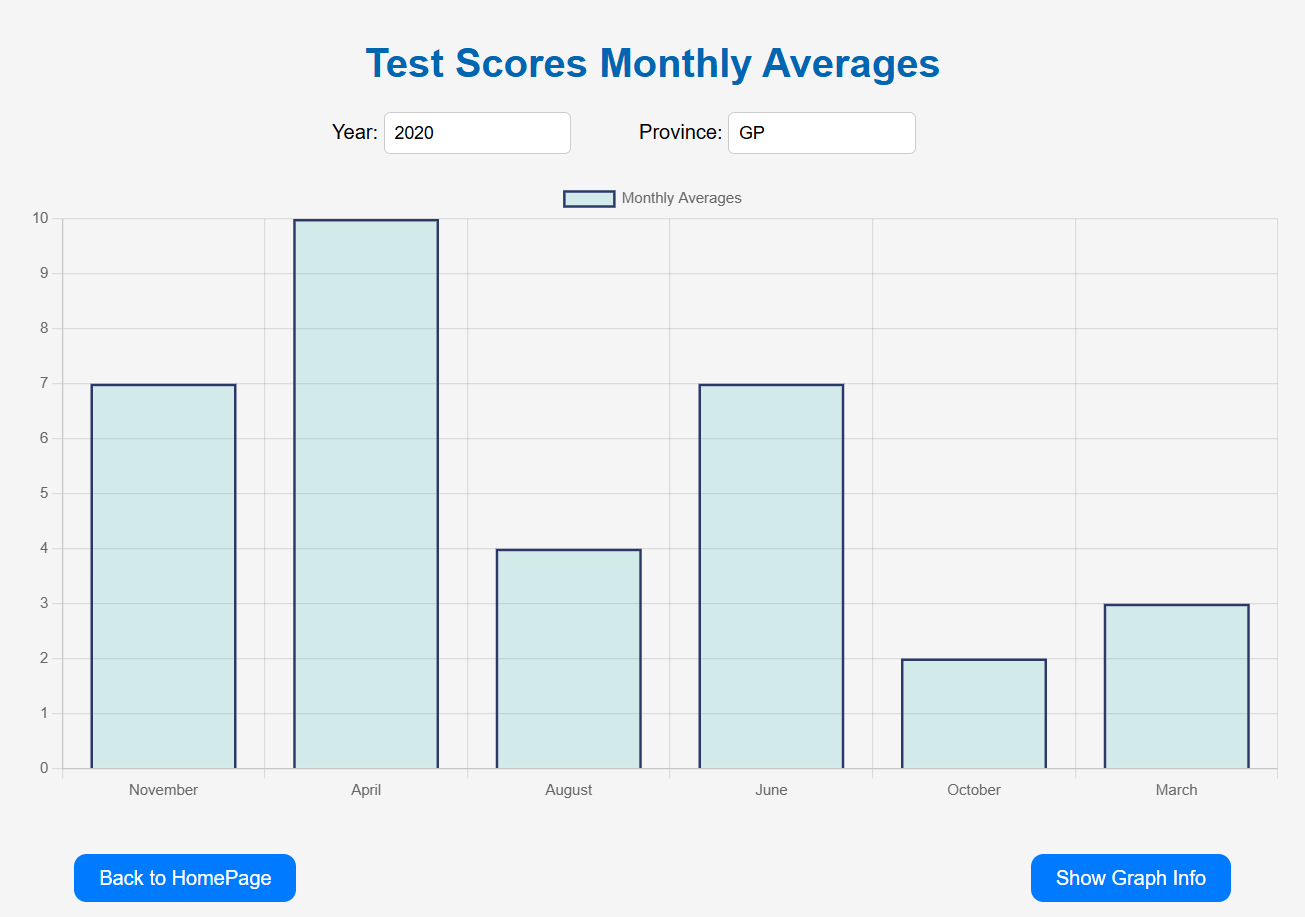 Test Scores Monthly Averages
Year: 2020 Province: GP
Monthly Averages
10
9
8
7
6
5
4
3
2
1
0
November April August June October March
Back to HomePage Show Graph Info